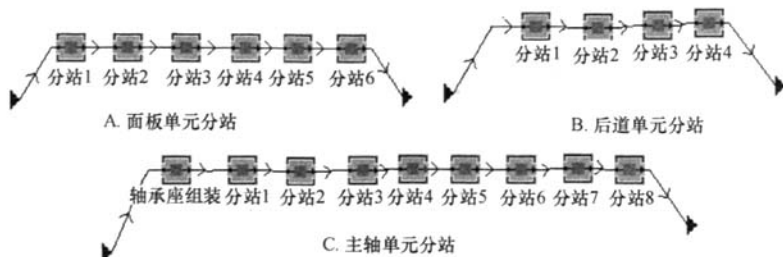 分站1 分站2 分站3 分站4 分站5 分站6
A. 面板单元分站
分站1 分站2 分站3 分站4
B. 后道单元分站
轴承座组装 分站1 分站2 分站3 分站4 分站5 分站6 分站7 分站8
C. 主轴单元分站